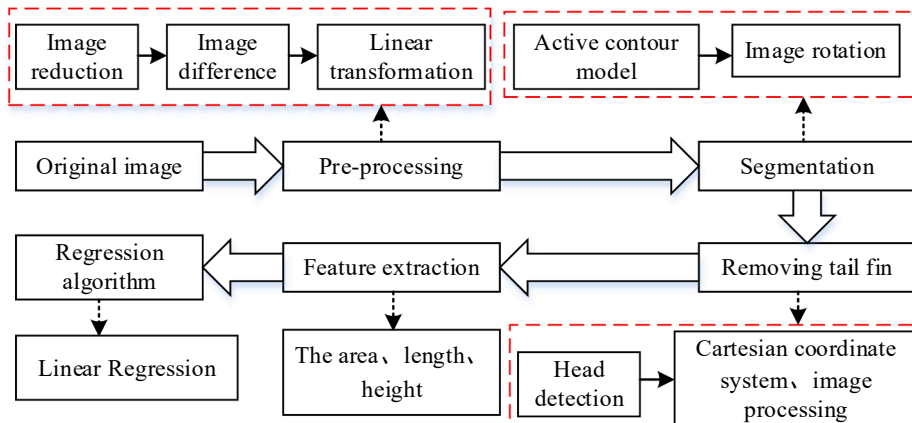 Image
reduction
Image
difference
Linear
transformation
Active contour
model
Image rotation
Original image
Pre-processing
Segmentation
Regression
algorithm
Feature extraction
Removing tail fin
Linear Regression
The area、length、
height
Head
detection
Cartesian coordinate
system、image
processing